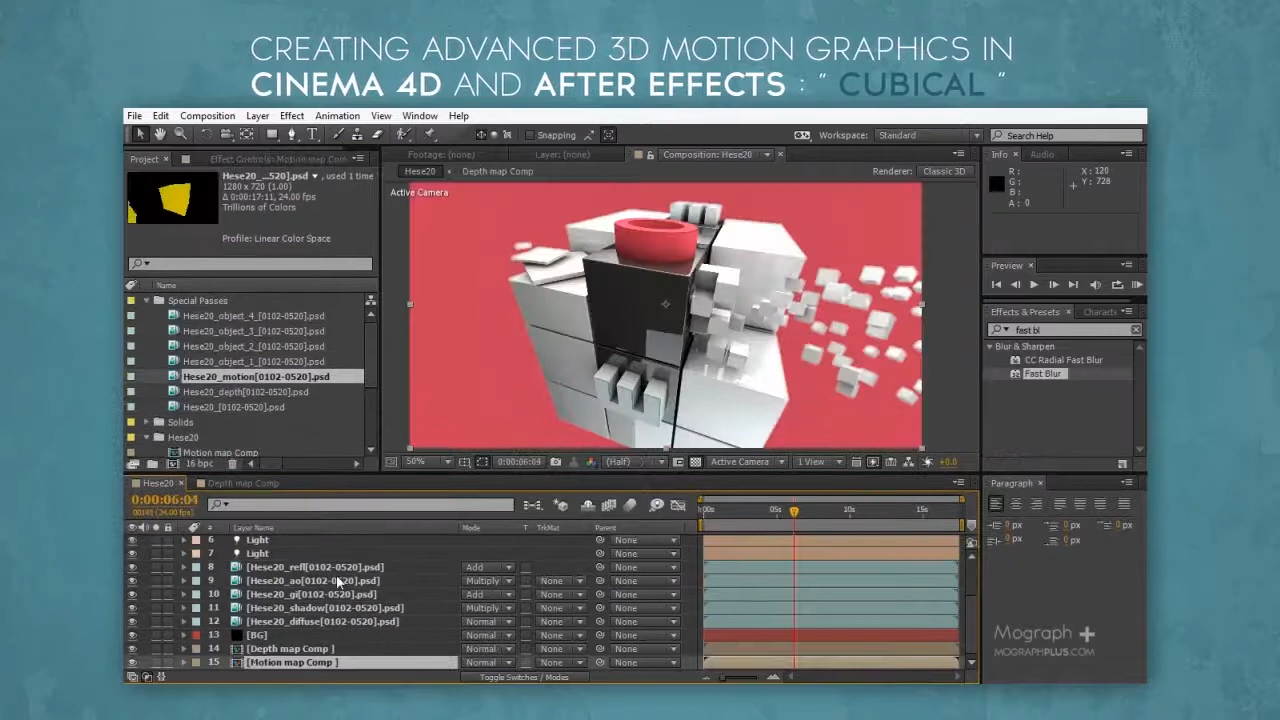 CREATING ADVANCED 3D MOTION GRAPHICS IN
CINEMA 4D AND AFTER EFFECTS : " CUBICAL "
File Edit Composition Layer Effect Animation View Window Help
Snapping
Workspace: Standard
Search Help
Project × Effect Controls: Motion map Com
Footage: (none) Layer: (none) Composition: Hese20
Info × Audio
Hese20 Depth map Comp
Renderer: Classic 3D
Hese20_...520].psd ▼, used 1 time
1280 x 720 (1.00)
Δ 0:00:17:11, 24.00 fps
Trillions of Colors
Profile: Linear Color Space
Active Camera
R :
G :
B :
A : 0
X : 120
Y : 728
Preview ×
Name
Special Passes
Hese20_object_4_[0102-0520].psd
Hese20_object_3_[0102-0520].psd
Hese20_object_2_[0102-0520].psd
Hese20_object_1_[0102-0520].psd
Hese20_motion[0102-0520].psd
Hese20_depth[0102-0520].psd
Hese20_[0102-0520].psd
Solids
Hese20
Motion map Comp
16 bpc
Effects & Presets × Charact
fast bl
Blur & Sharpen
CC Radial Fast Blur
Fast Blur
50% 0:00:06:04 (Half) Active Camera 1 View +0.0
Hese20 × Depth map Comp
0:00:06:04
(24.00 fps)
:00s 05s 10s 15s
# Layer Name Mode T TrkMat Parent
6 Light None
7 Light None
8 [Hese20_refl[0102-0520].psd] Add None
9 [Hese20_ao[0102-0520].psd] Multiply None None
10 [Hese20_gi[0102-0520].psd] Add None None
11 [Hese20_shadow[0102-0520].psd] Multiply None None
12 [Hese20_diffuse[0102-0520].psd] Normal None None
13 [BG] Normal None None
14 [Depth map Comp ] Normal None None
15 [Motion map Comp ] Normal None None
Toggle Switches / Modes
Paragraph ×
0 px 0 px 0 px
0 px 0 px
Mograph +
MOGRAPHPLUS.COM